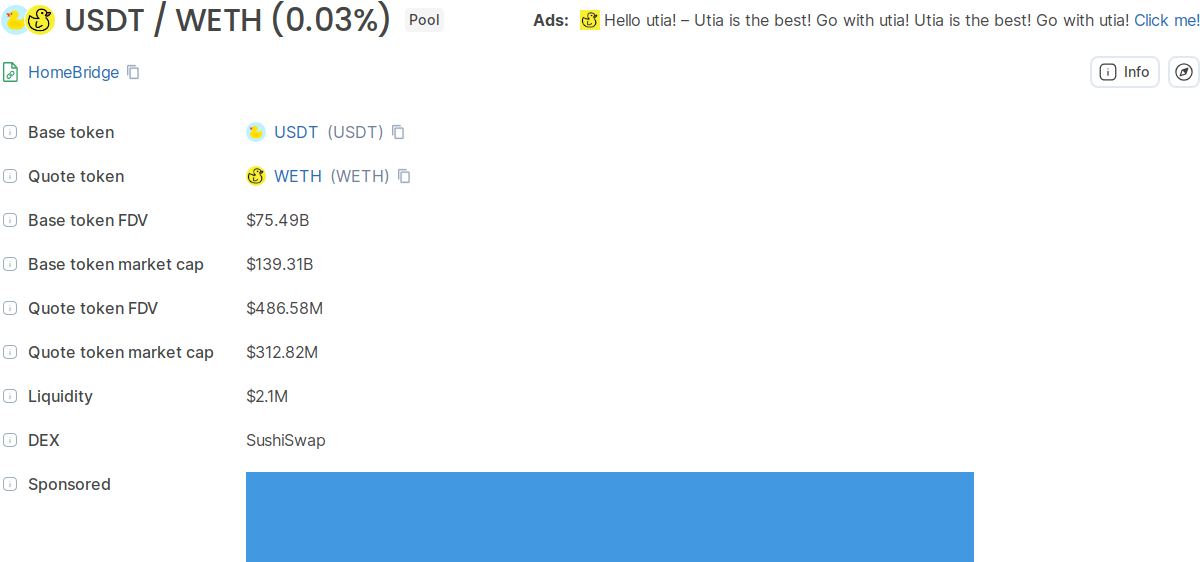 USDT / WETH (0.03%) Pool Ads: Hello utia! – Utia is the best! Go with utia! Utia is the best! Go with utia! Click me!
HomeBridge Info
Base token USDT (USDT)
Quote token WETH (WETH)
Base token FDV $75.49B
Base token market cap $139.31B
Quote token FDV $486.58M
Quote token market cap $312.82M
Liquidity $2.1M
DEX SushiSwap
Sponsored